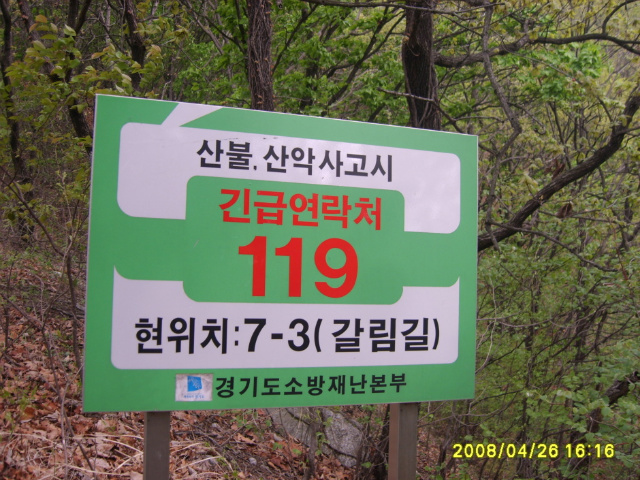 산불, 산악사고시
긴급연락처
119
현위치:7-3(갈림길)
경기도소방재난본부
2008/04/26 16:16